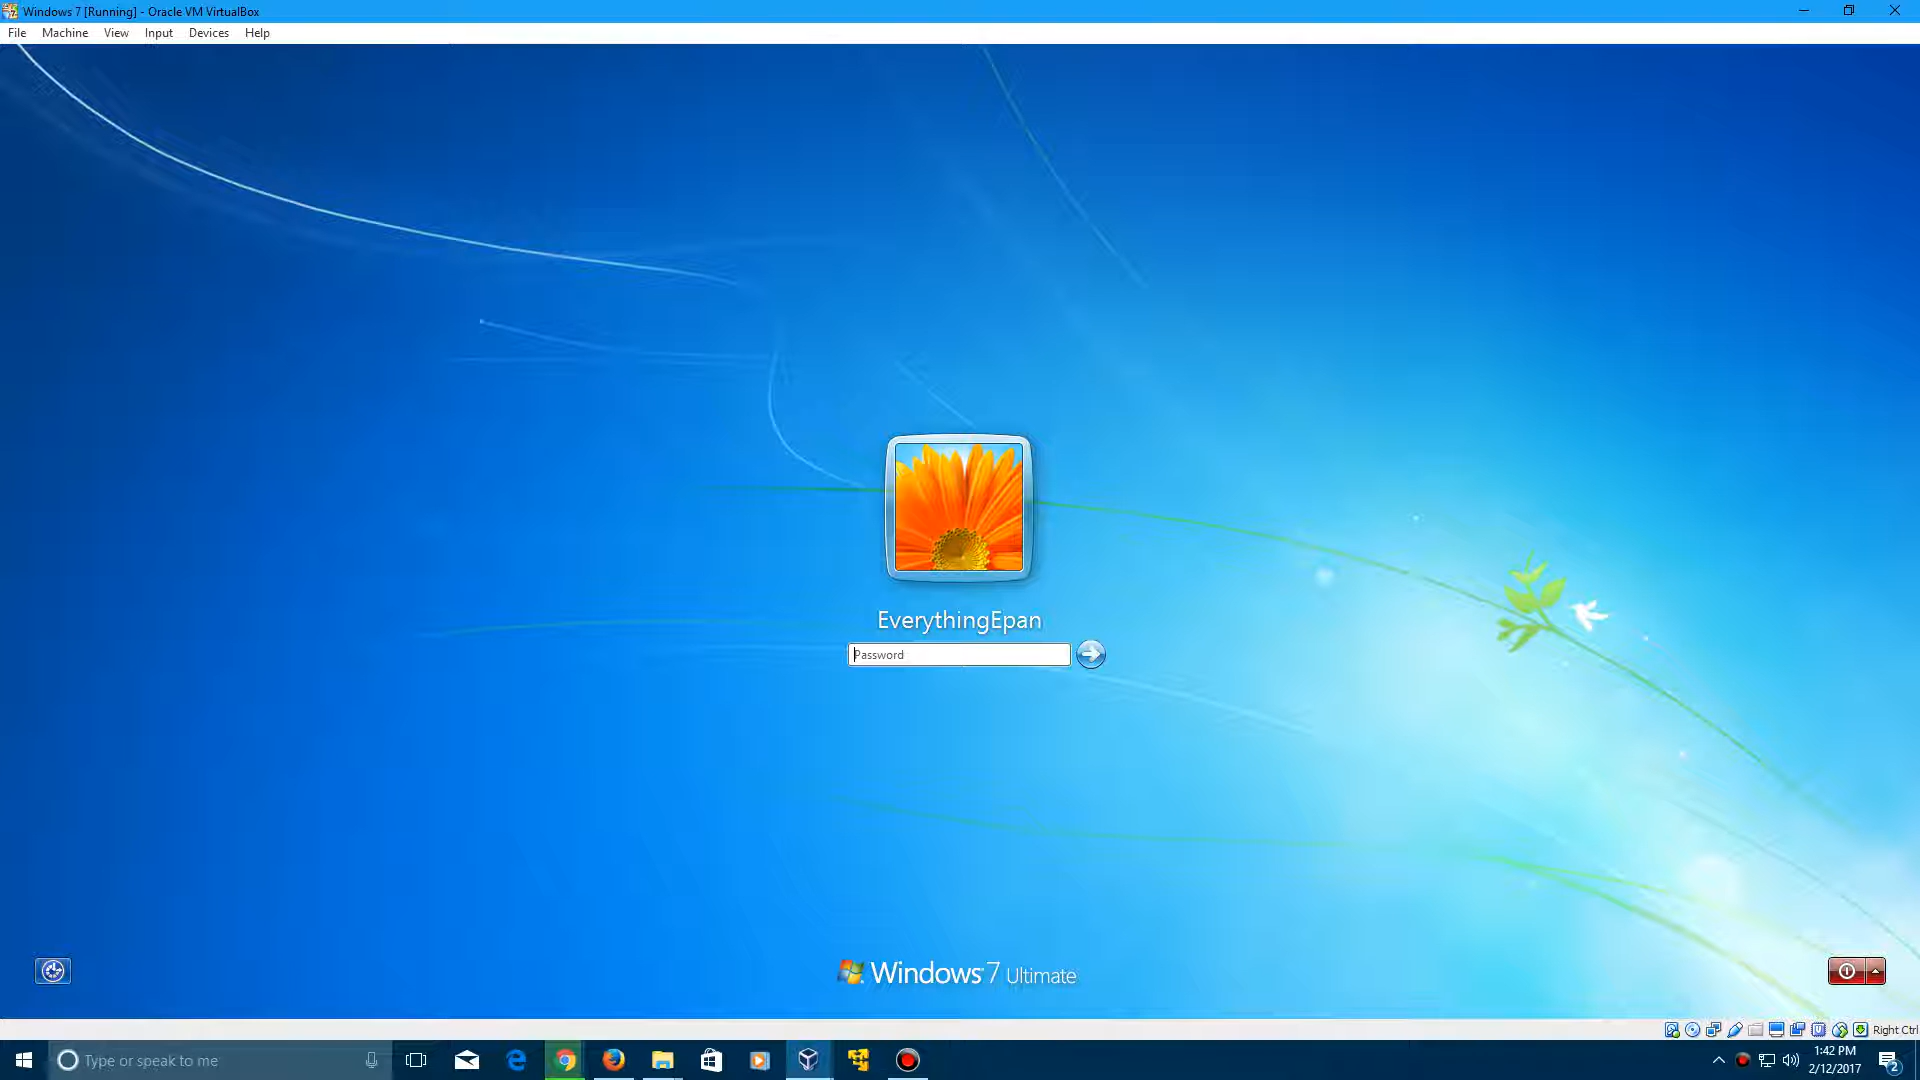 Windows 7 [Running] - Oracle VM VirtualBox
File Machine View Input Devices Help
EverythingEpan
Password
Windows 7 Ultimate
Right Ctrl
Type or speak to me
1:42 PM
2/12/2017
2